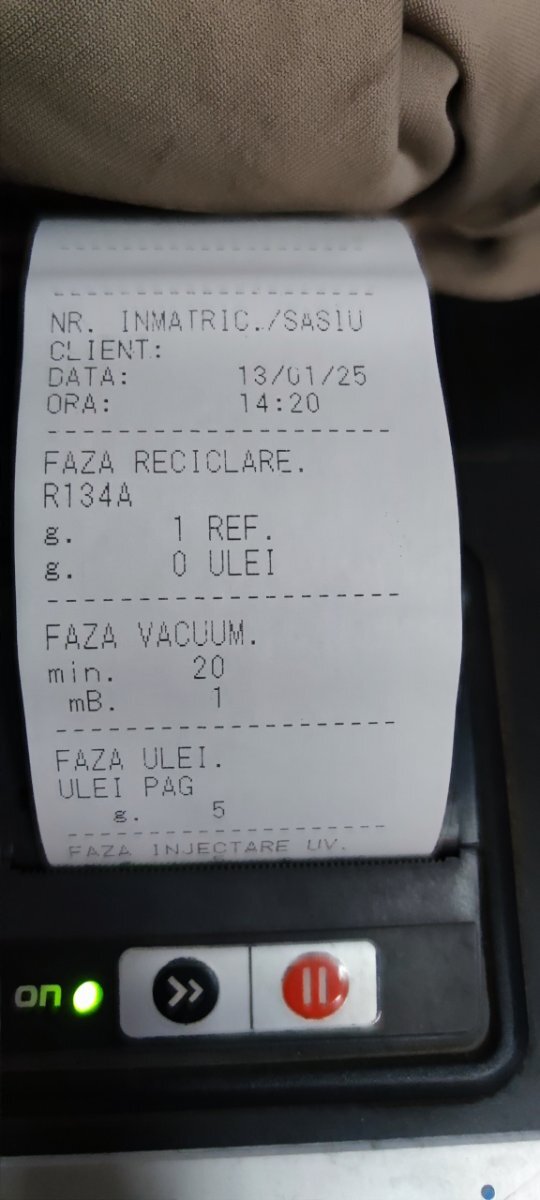 NR. INMATRIC./SASIU
CLIENT:
DATA: 13/01/25
ORA: 14:20
FAZA RECICLARE.
R134A
g. 1 REF.
g. 0 ULEI
FAZA VACUUM.
min. 20
mB. 1
FAZA ULEI.
ULEI PAG
g. 5
FAZA INJECTARE UV.
on